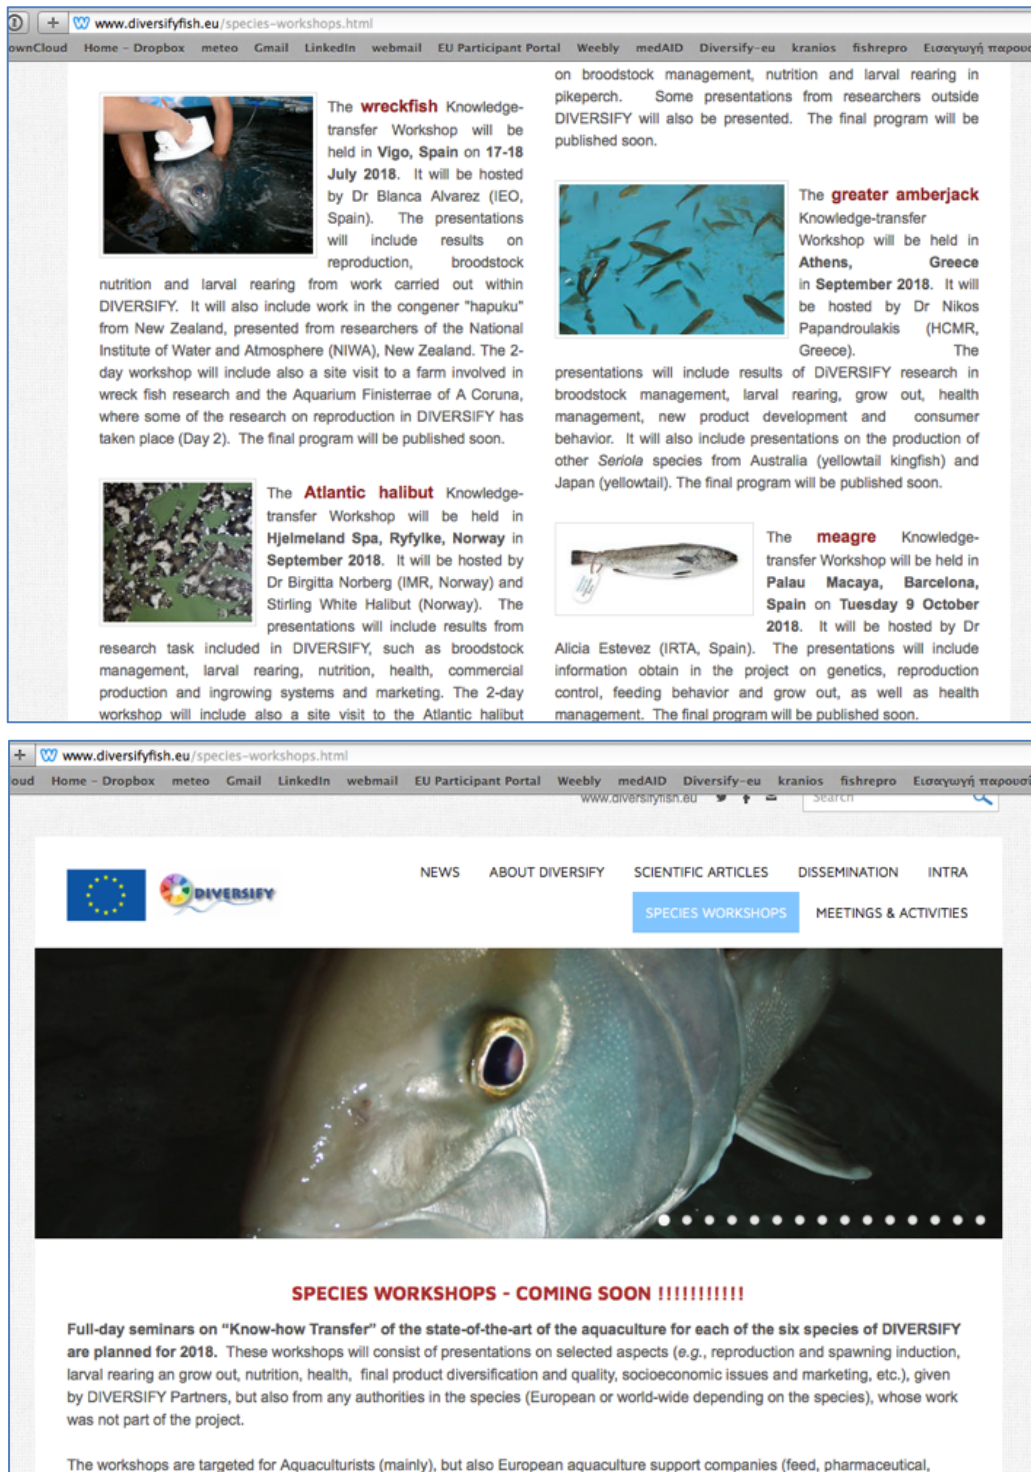 www.diversifyfish.eu/species-workshops.html
ownCloud Home – Dropbox meteo Gmail LinkedIn webmail EU Participant Portal Weebly medAID Diversify-eu kranios fishrepro Εισαγωγή παρουσ
The wreckfish Knowledge-
transfer Workshop will be
held in Vigo, Spain on 17-18
July 2018. It will be hosted
by Dr Blanca Alvarez (IEO,
Spain). The presentations
will include results on
reproduction, broodstock
nutrition and larval rearing from work carried out within
DIVERSIFY. It will also include work in the congener "hapuku"
from New Zealand, presented from researchers of the National
Institute of Water and Atmosphere (NIWA), New Zealand. The 2-
day workshop will include also a site visit to a farm involved in
wreck fish research and the Aquarium Finisterrae of A Coruna,
where some of the research on reproduction in DIVERSIFY has
taken place (Day 2). The final program will be published soon.
The Atlantic halibut Knowledge-
transfer Workshop will be held in
Hjelmeland Spa, Ryfylke, Norway in
September 2018. It will be hosted by
Dr Birgitta Norberg (IMR, Norway) and
Stirling White Halibut (Norway). The
presentations will include results from
research task included in DIVERSIFY, such as broodstock
management, larval rearing, nutrition, health, commercial
production and ingrowing systems and marketing. The 2-day
workshop will include also a site visit to the Atlantic halibut
on broodstock management, nutrition and larval rearing in
pikeperch. Some presentations from researchers outside
DIVERSIFY will also be presented. The final program will be
published soon.
The greater amberjack
Knowledge-transfer
Workshop will be held in
Athens, Greece
in September 2018. It will
be hosted by Dr Nikos
Papandroulakis (HCMR,
Greece). The
presentations will include results of DiVERSIFY research in
broodstock management, larval rearing, grow out, health
management, new product development and consumer
behavior. It will also include presentations on the production of
other Seriola species from Australia (yellowtail kingfish) and
Japan (yellowtail). The final program will be published soon.
The meagre Knowledge-
transfer Workshop will be held in
Palau Macaya, Barcelona,
Spain on Tuesday 9 October
2018. It will be hosted by Dr
Alicia Estevez (IRTA, Spain). The presentations will include
information obtain in the project on genetics, reproduction
control, feeding behavior and grow out, as well as health
management. The final program will be published soon.
www.diversifyfish.eu/species-workshops.html
oud Home – Dropbox meteo Gmail LinkedIn webmail EU Participant Portal Weebly medAID Diversify-eu kranios fishrepro Εισαγωγή παρουσί
www.diversifyfish.eu Search
DIVERSIFY
NEWS ABOUT DIVERSIFY SCIENTIFIC ARTICLES DISSEMINATION INTRA
SPECIES WORKSHOPS MEETINGS & ACTIVITIES
SPECIES WORKSHOPS - COMING SOON !!!!!!!!!!!
Full-day seminars on “Know-how Transfer” of the state-of-the-art of the aquaculture for each of the six species of DIVERSIFY
are planned for 2018. These workshops will consist of presentations on selected aspects (e.g., reproduction and spawning induction,
larval rearing an grow out, nutrition, health, final product diversification and quality, socioeconomic issues and marketing, etc.), given
by DIVERSIFY Partners, but also from any authorities in the species (European or world-wide depending on the species), whose work
was not part of the project.
The workshops are targeted for Aquaculturists (mainly), but also European aquaculture support companies (feed, pharmaceutical,